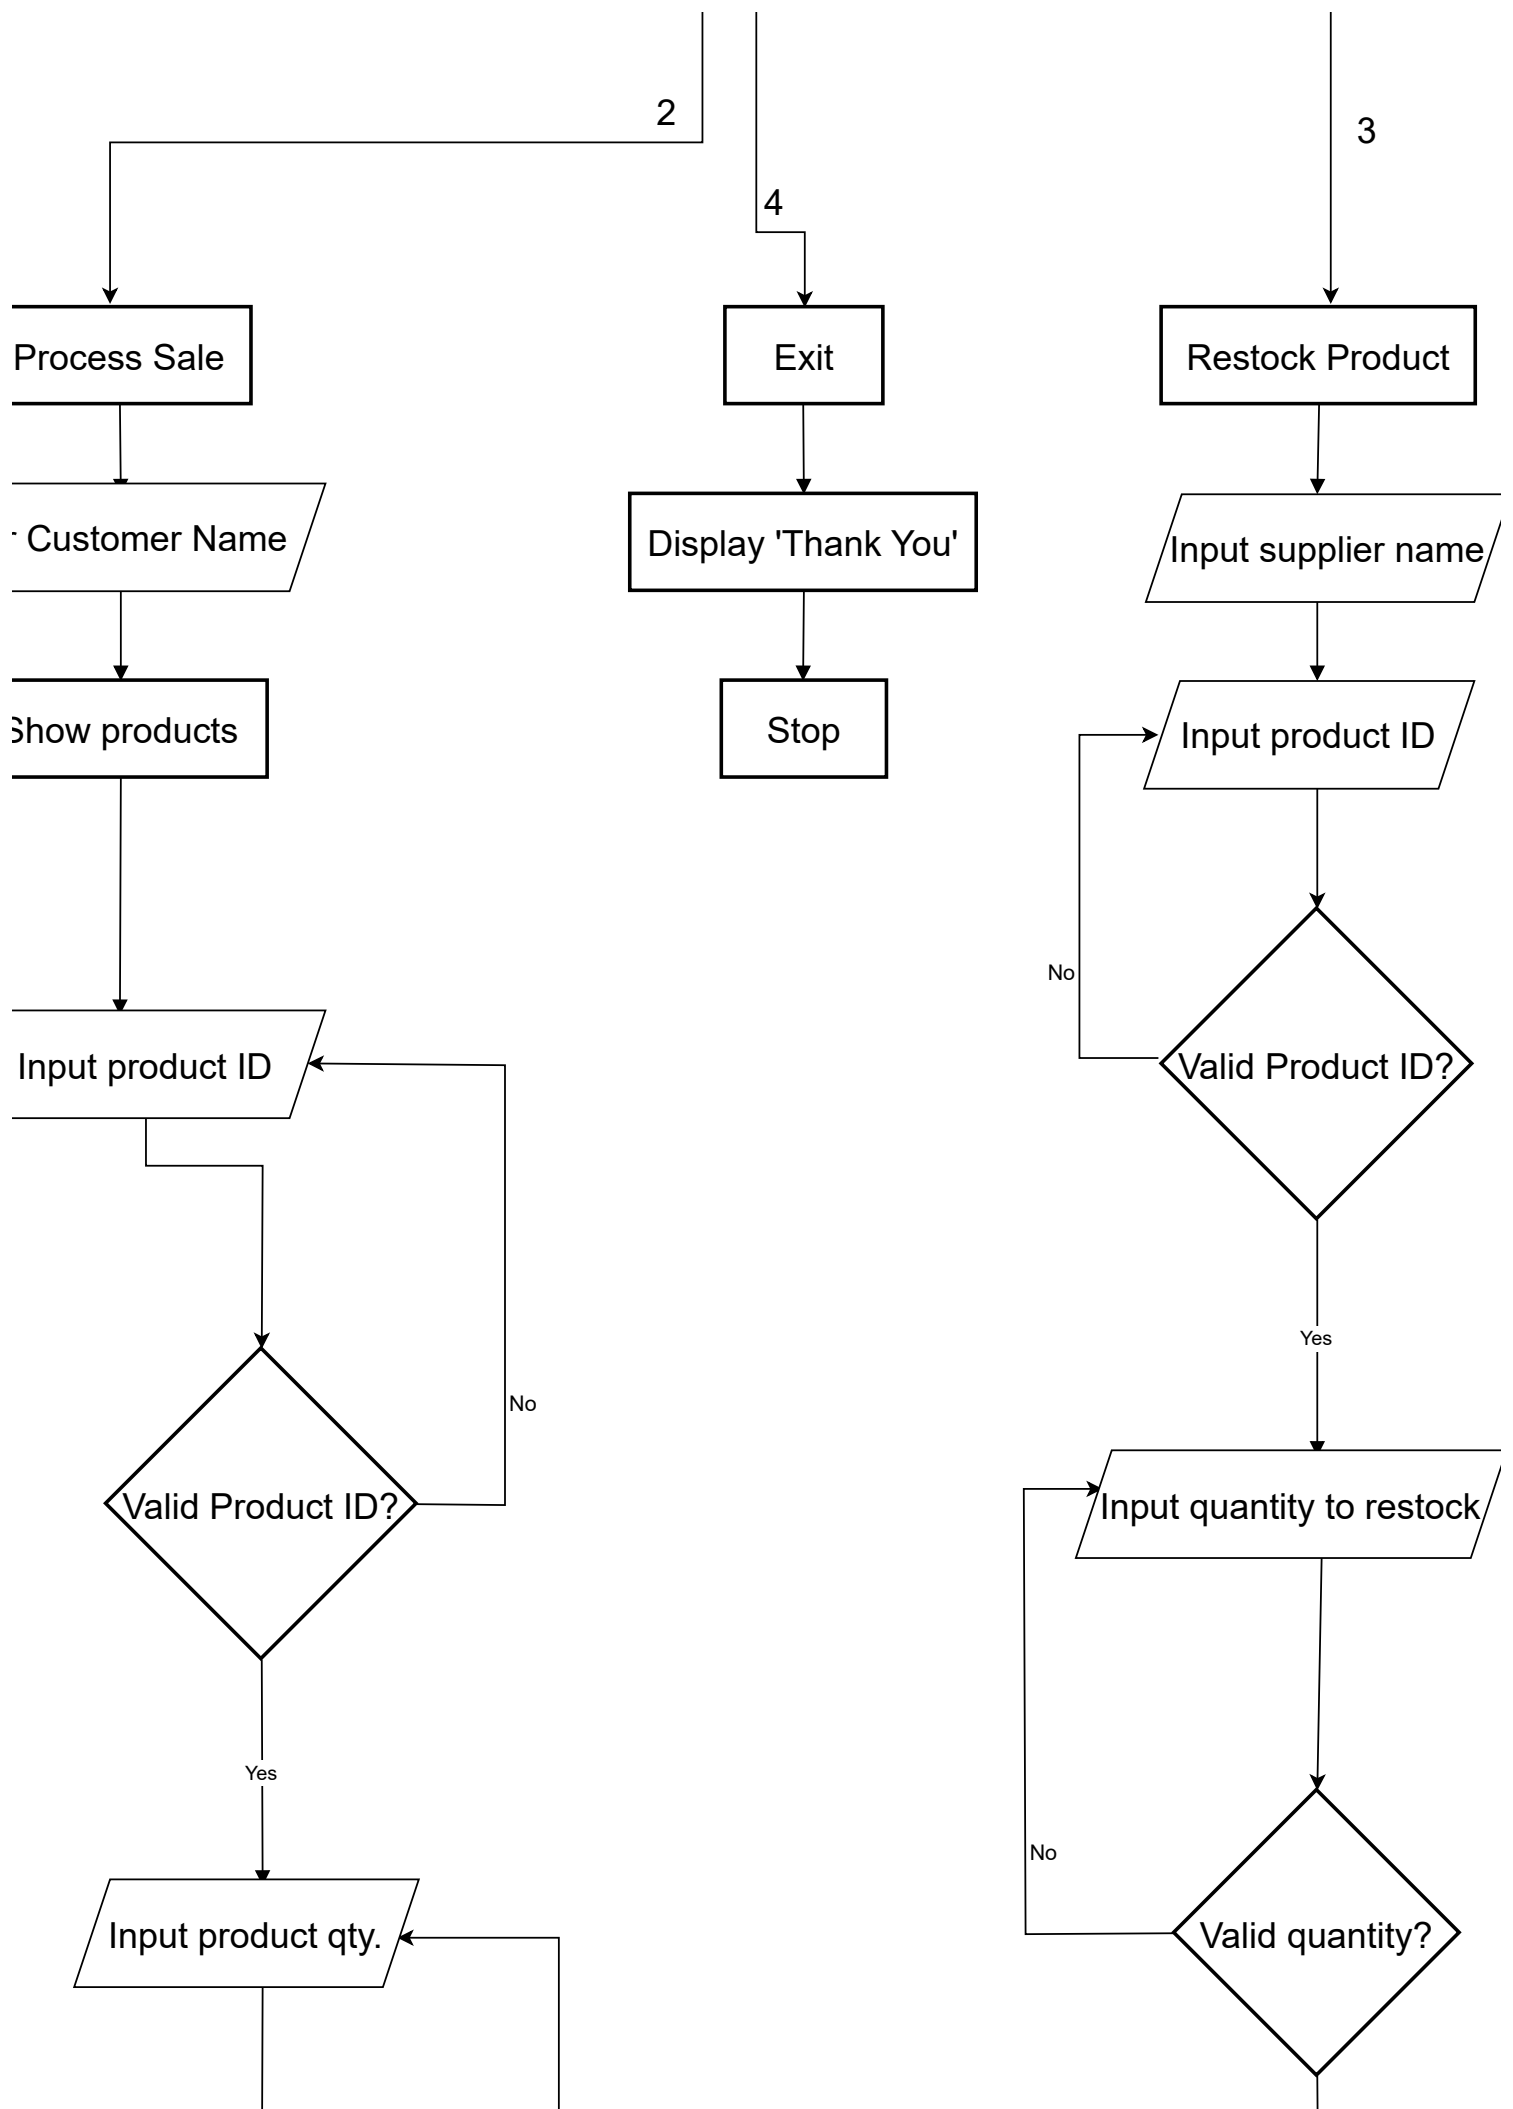 2
3
4
Process Sale
Exit
Restock Product
Customer Name
Display 'Thank You'
Input supplier name
Show products
Stop
Input product ID
No
Input product ID
Valid Product ID?
Yes
No
Valid Product ID?
Input quantity to restock
Yes
No
Input product qty.
Valid quantity?